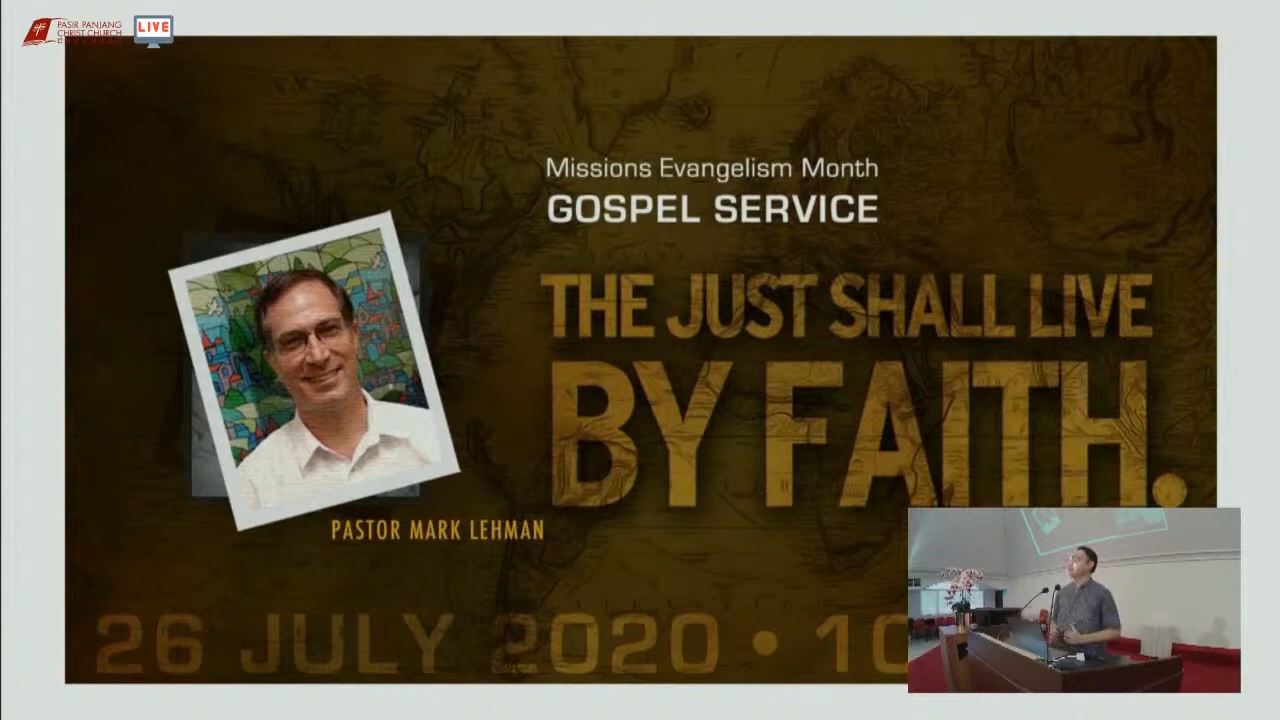 PASIR PANJANG
CHRIST CHURCH
LIVE
Missions Evangelism Month
GOSPEL SERVICE
THE JUST SHALL LIVE
BY FAITH.
PASTOR MARK LEHMAN
26 JULY 2020 • 10